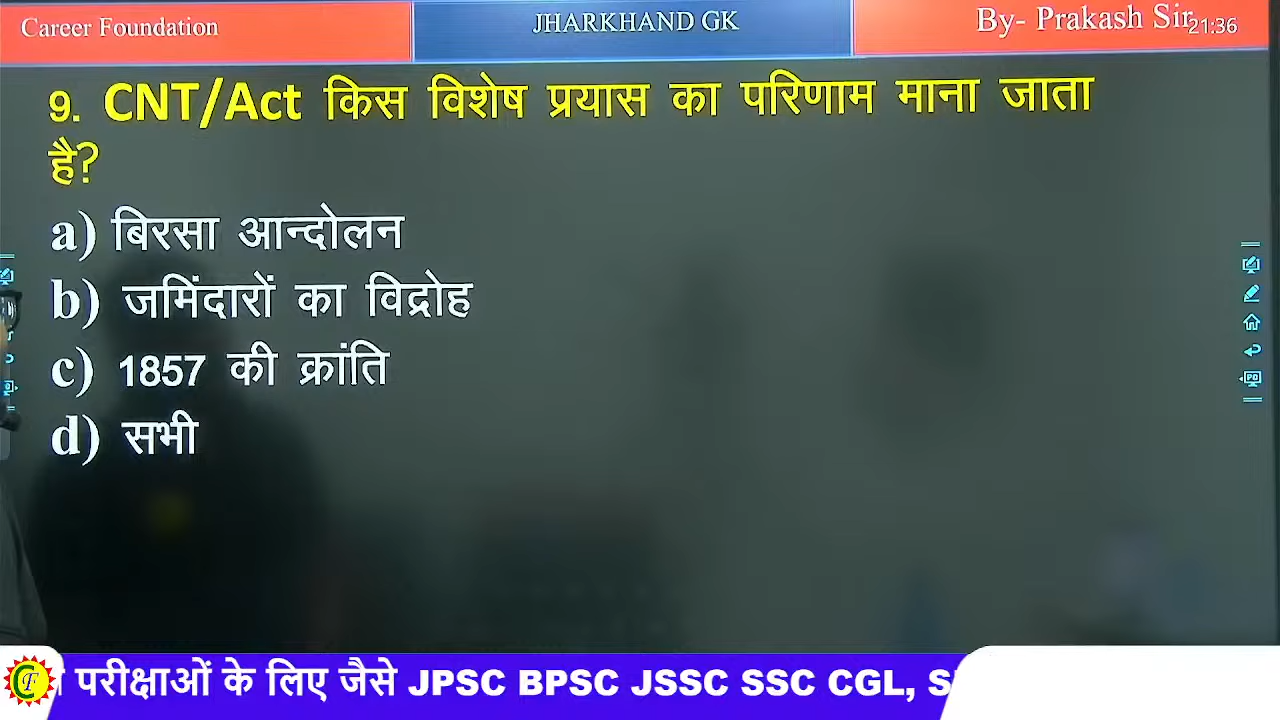 Career Foundation
JHARKHAND GK
By- Prakash Sir
21:36
9. CNT/Act किस विशेष प्रयास का परिणाम माना जाता
है?
a) बिरसा आन्दोलन
b) जमिंदारों का विद्रोह
c) 1857 की क्रांति
d) सभी
परीक्षाओं के लिए जैसे JPSC BPSC JSSC SSC CGL, S